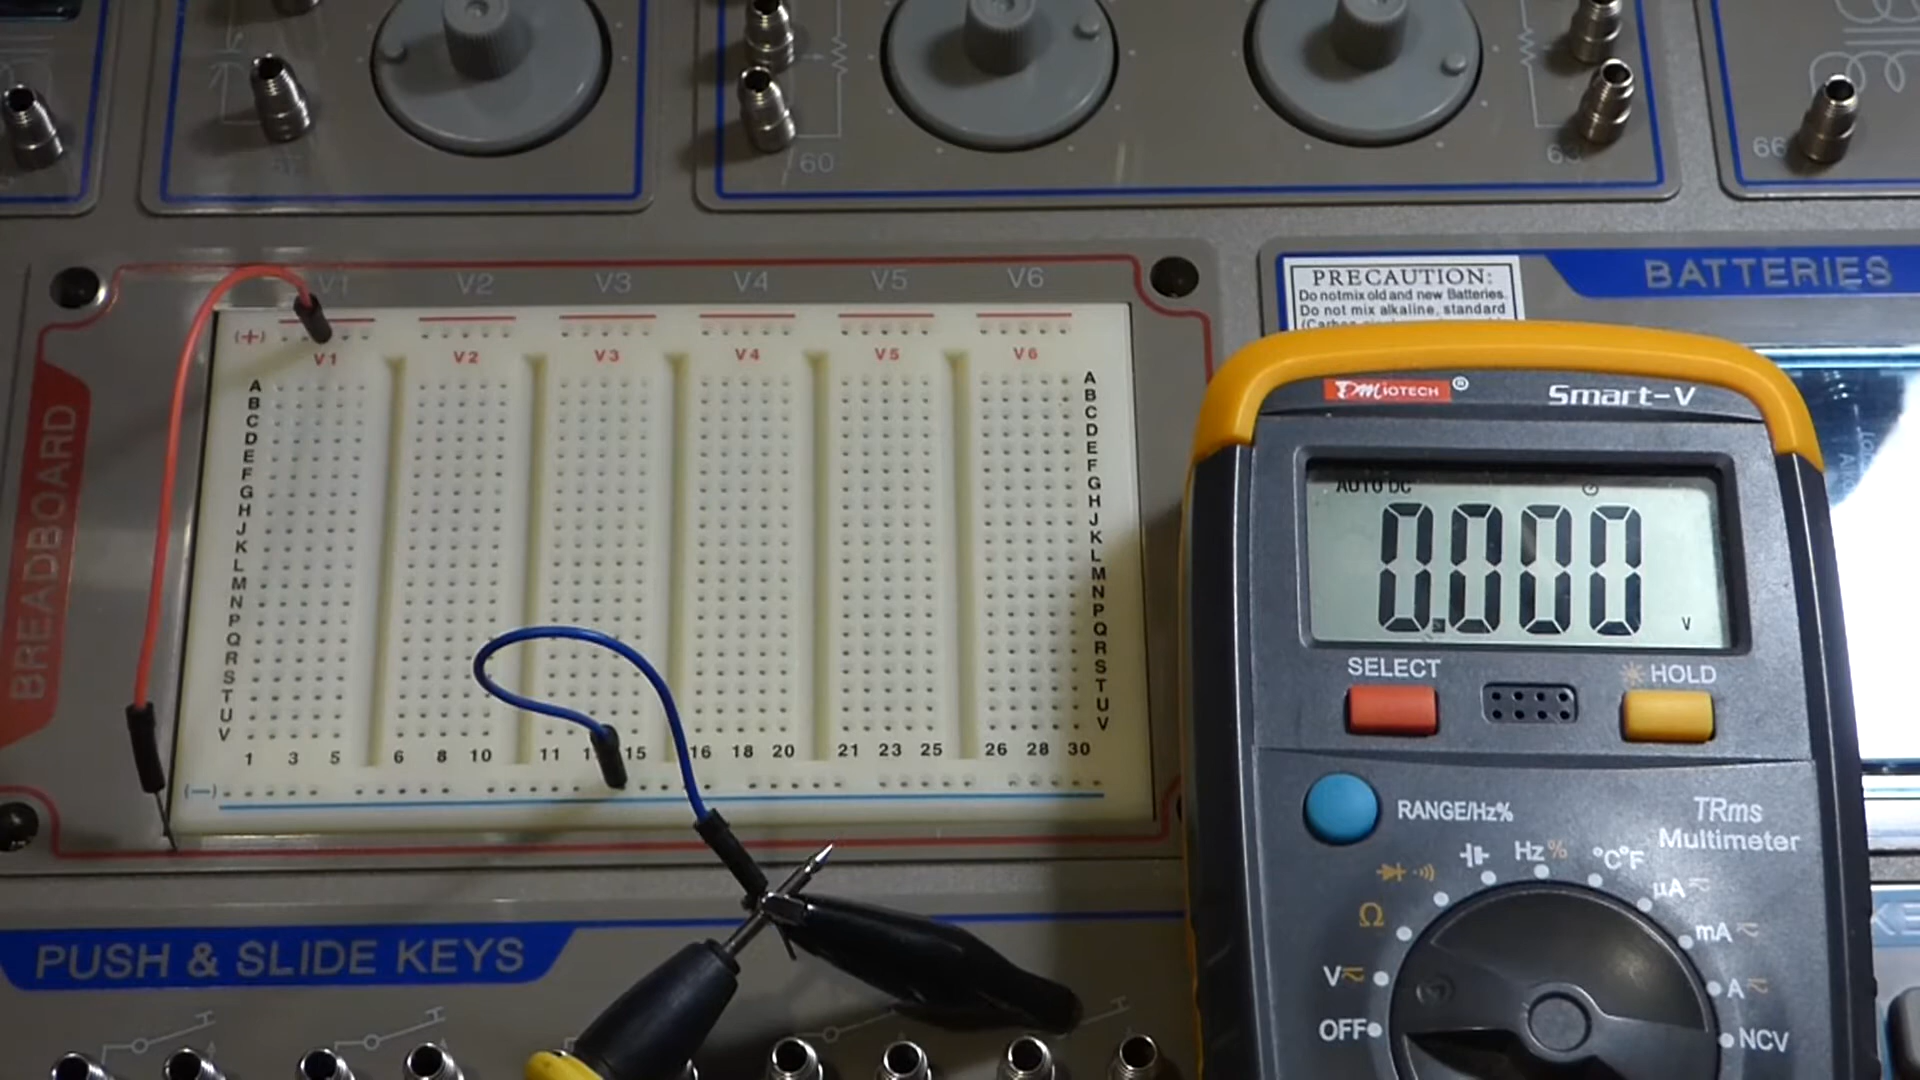 60
63
66
V1 V2 V3 V4 V5 V6
PRECAUTION:
Do not mix old and new Batteries.
Do not mix alkaline, standard
BATTERIES
BREADBOARD
(+)
V1 V2 V3 V4 V5 V6
A A
B B
C C
D D
E E
F F
G G
H H
J J
K K
L L
M M
N N
P P
Q Q
R R
S S
T T
U U
V V
1 3 5 6 8 10 11 15 16 18 20 21 23 25 26 28 30
(—)
PUSH & SLIDE KEYS
IOTECH ®
Smart-V
AUTO DC
0.000
V
SELECT
HOLD
RANGE/Hz%
TRms
Multimeter
Hz %
°C°F
µA
Ω
mA
V
A
OFF
NCV